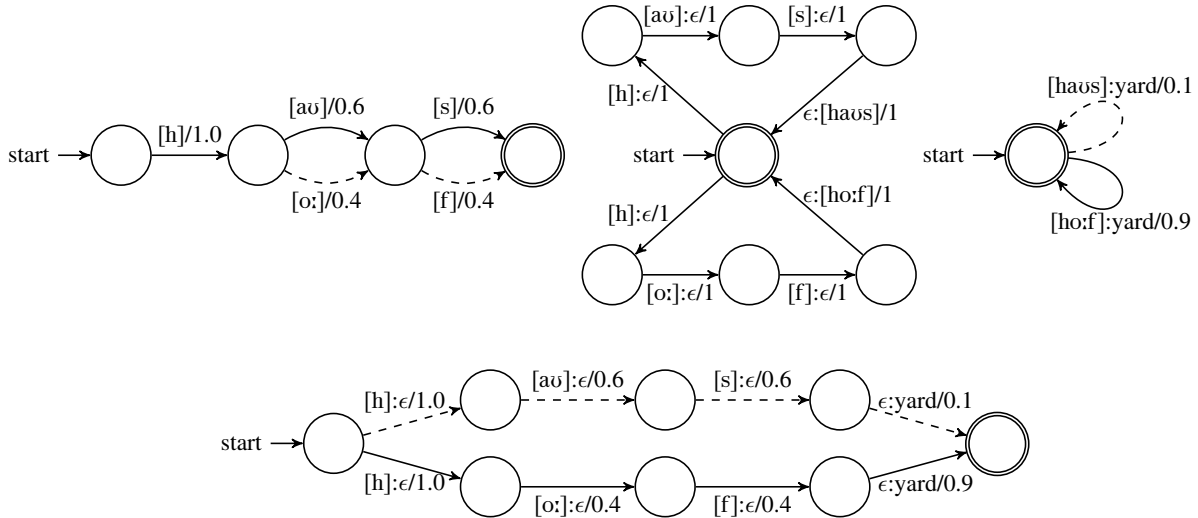 [aʊ]:ϵ/1
[s]:ϵ/1
[h]:ϵ/1
ϵ:[haʊs]/1
start
[h]:ϵ/1
ϵ:[hoːf]/1
[oː]:ϵ/1
[f]:ϵ/1
start
[h]/1.0
[aʊ]/0.6
[s]/0.6
[oː]/0.4
[f]/0.4
start
[haʊs]:yard/0.1
[hoːf]:yard/0.9
start
[h]:ϵ/1.0
[aʊ]:ϵ/0.6
[s]:ϵ/0.6
ϵ:yard/0.1
[h]:ϵ/1.0
[oː]:ϵ/0.4
[f]:ϵ/0.4
ϵ:yard/0.9